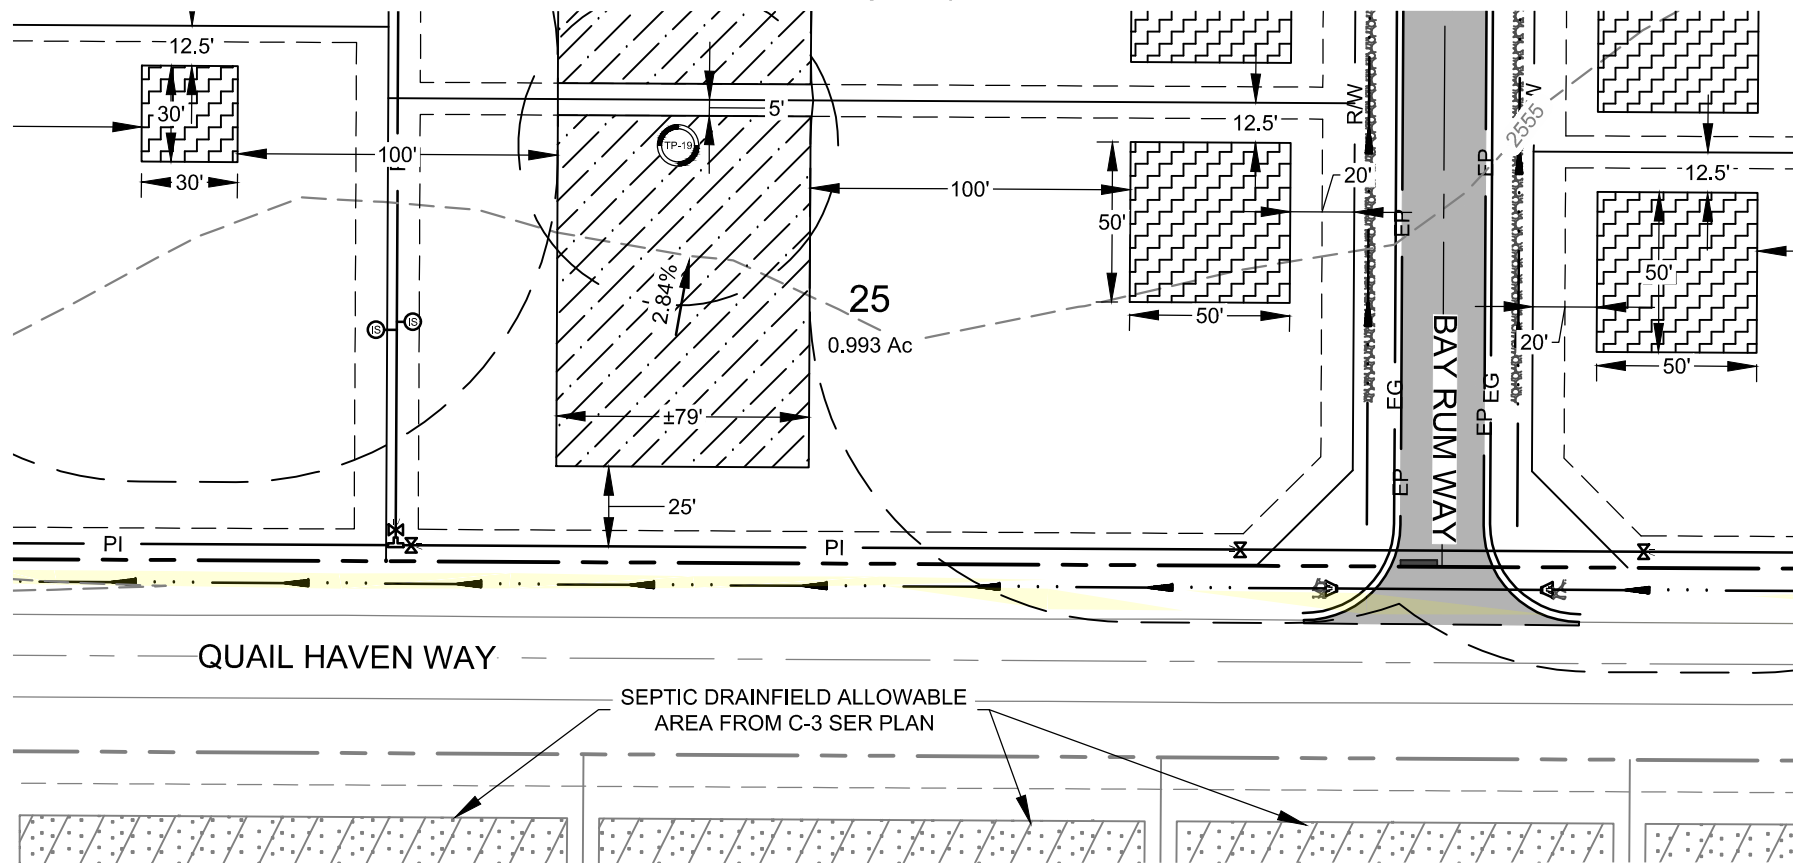 12.5'
30'
30'
100'
5'
TP-19
100'
12.5'
50'
50'
20'
R/W
EP
EP
2555
12.5'
50'
50'
20'
2.84%
25
0.993 Ac
IS
IS
±79'
25'
EG
EG
EP
EP
BAY RUM WAY
PI
PI
QUAIL HAVEN WAY
SEPTIC DRAINFIELD ALLOWABLE
AREA FROM C-3 SER PLAN